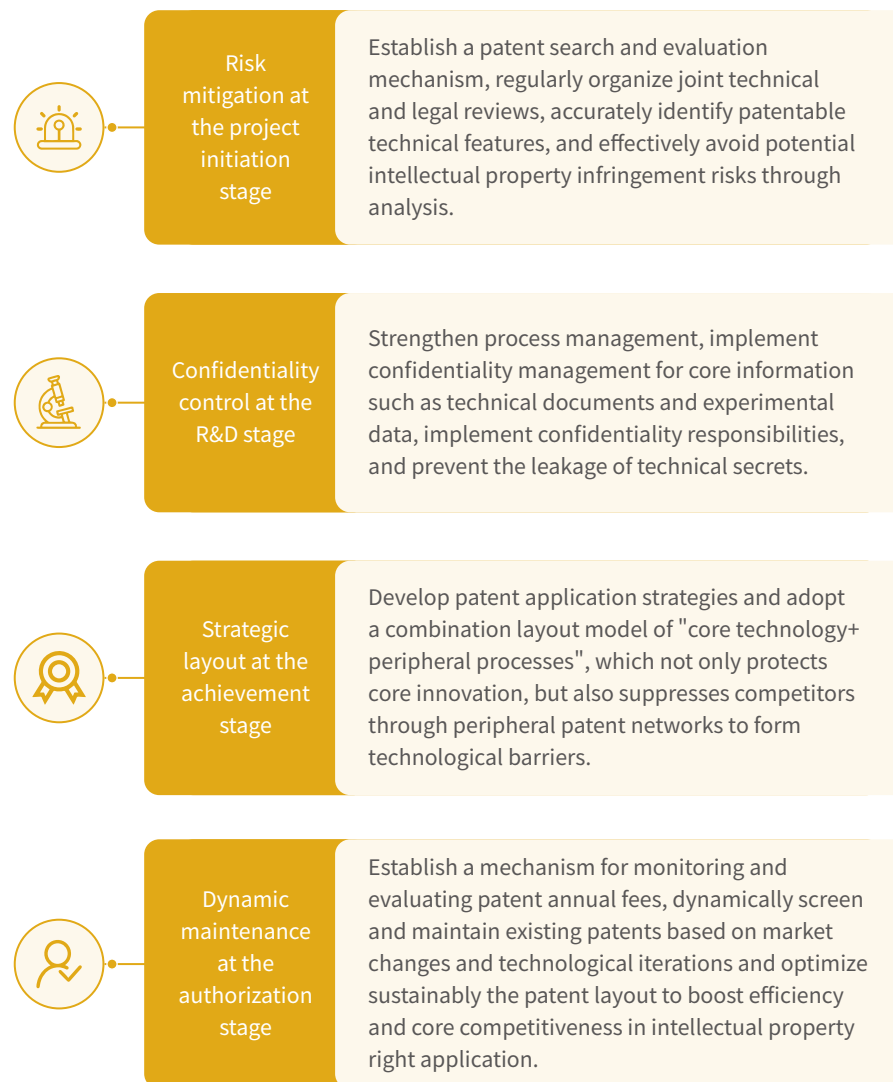 Risk
mitigation at
the project
initiation
stage
Establish a patent search and evaluation
mechanism, regularly organize joint technical
and legal reviews, accurately identify patentable
technical features, and effectively avoid potential
intellectual property infringement risks through
analysis.
Confidentiality
control at the
R&D stage
Strengthen process management, implement
confidentiality management for core information
such as technical documents and experimental
data, implement confidentiality responsibilities,
and prevent the leakage of technical secrets.
Strategic
layout at the
achievement
stage
Develop patent application strategies and adopt
a combination layout model of "core technology+
peripheral processes", which not only protects
core innovation, but also suppresses competitors
through peripheral patent networks to form
technological barriers.
Dynamic
maintenance
at the
authorization
stage
Establish a mechanism for monitoring and
evaluating patent annual fees, dynamically screen
and maintain existing patents based on market
changes and technological iterations and optimize
sustainably the patent layout to boost efficiency
and core competitiveness in intellectual property
right application.